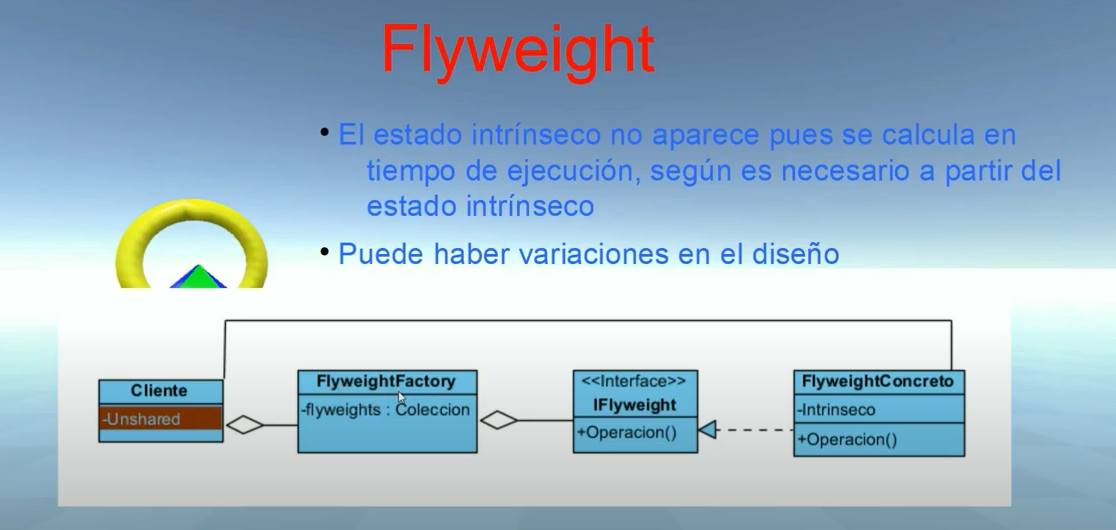 Flyweight
• El estado intrínseco no aparece pues se calcula en
tiempo de ejecución, según es necesario a partir del
estado intrínseco
• Puede haber variaciones en el diseño
Cliente
-Unshared
FlyweightFactory
-flyweights : Coleccion
<<Interface>>
IFlyweight
+Operacion()
FlyweightConcreto
-Intrinseco
+Operacion()